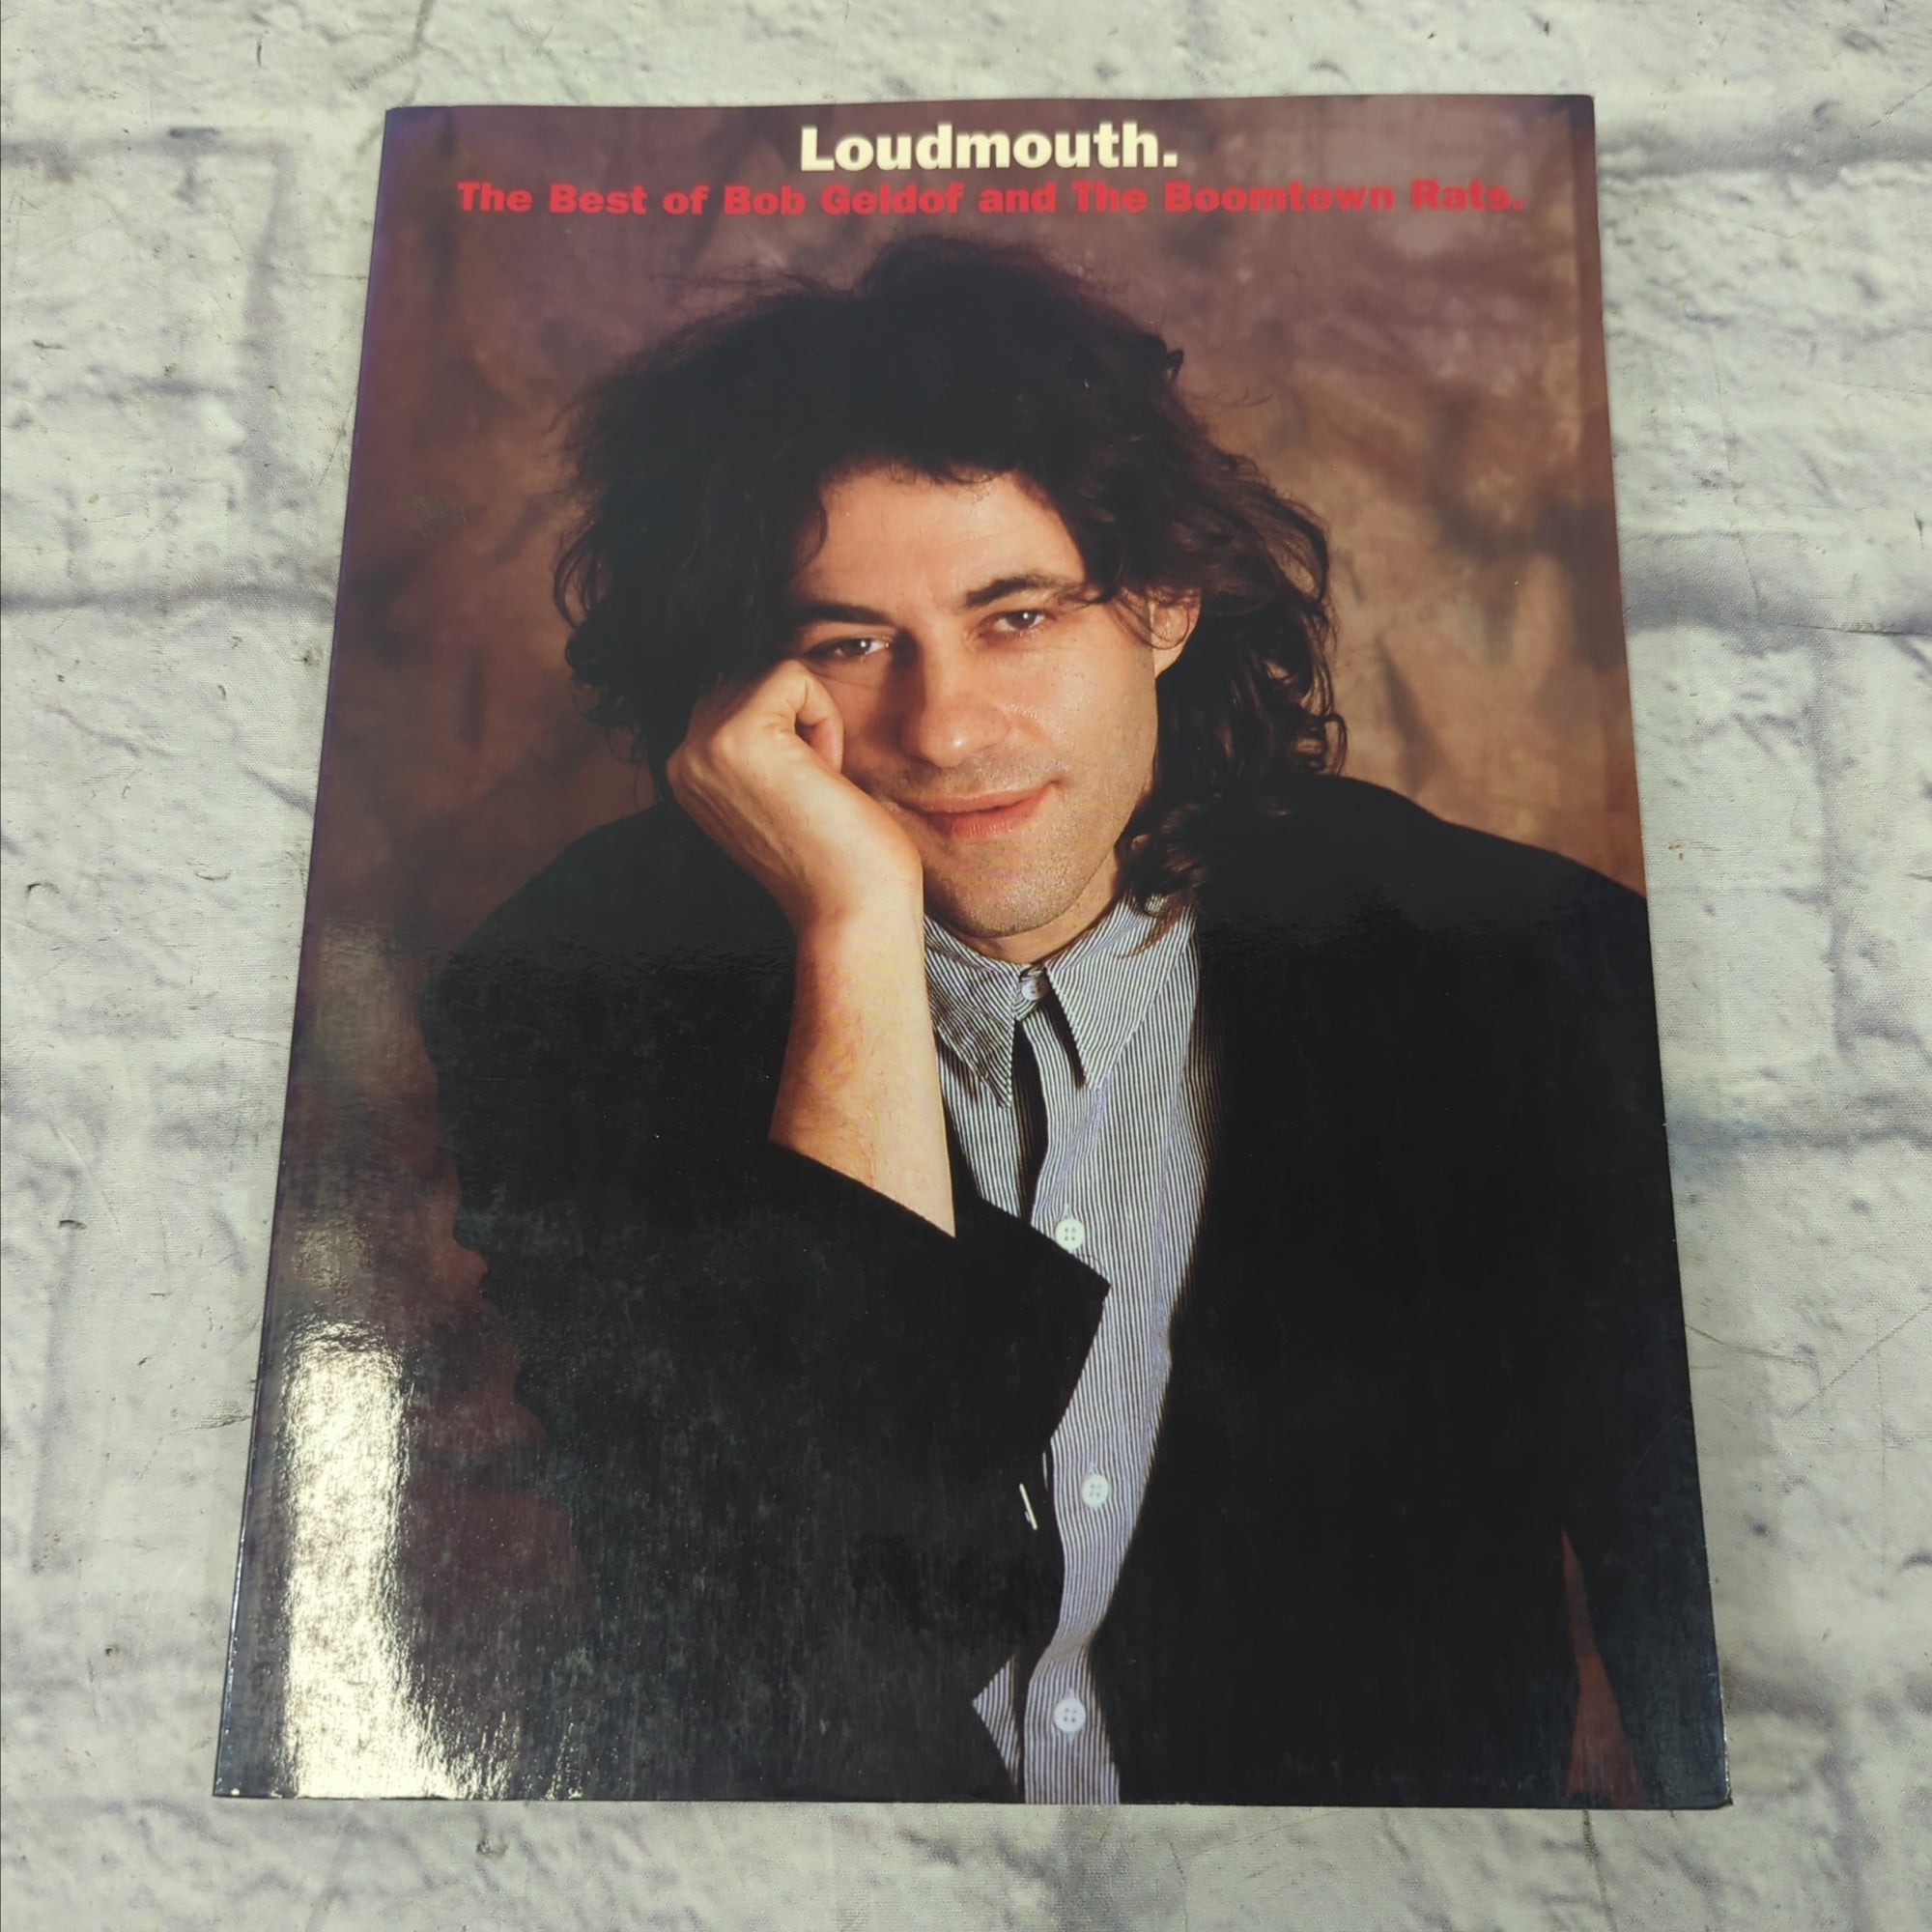 Loudmouth.
The Best of Bob Geldof and The Boomtown Rats.